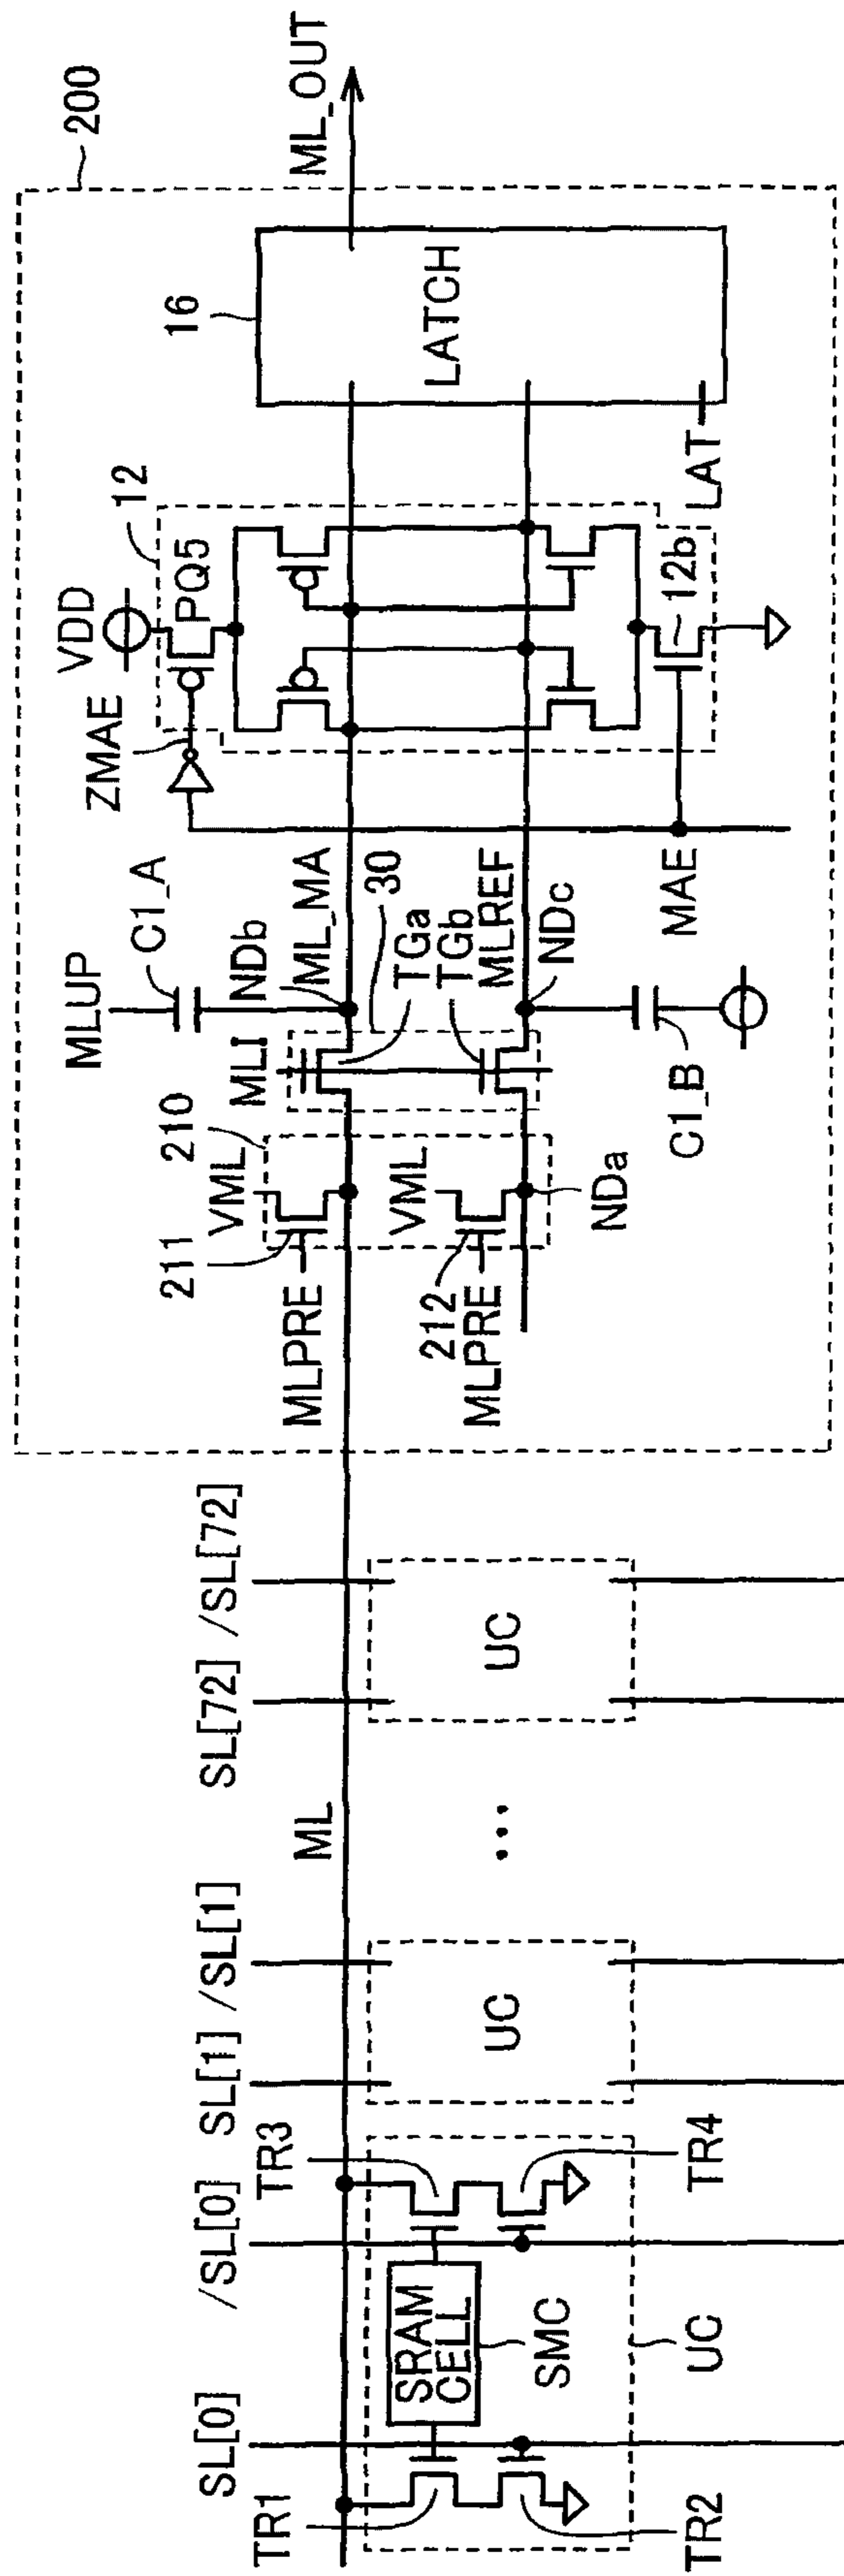 SL[0]
/SL[0]
SL[1]
/SL[1]
SL[72]
/SL[72]
ML
TR1
TR3
SRAM
CELL
SMC
TR2
TR4
UC
UC
...
UC
MLPRE
211
VML
210
MLPRE
212
VML
NDa
MLI
MLUP
C1_A
NDb
ML_MA
30
TGa
TGb
MLREF
NDc
C1_B
ZMAE
VDD
PQ5
12
MAE
12b
LAT
16
LATCH
ML_OUT
200